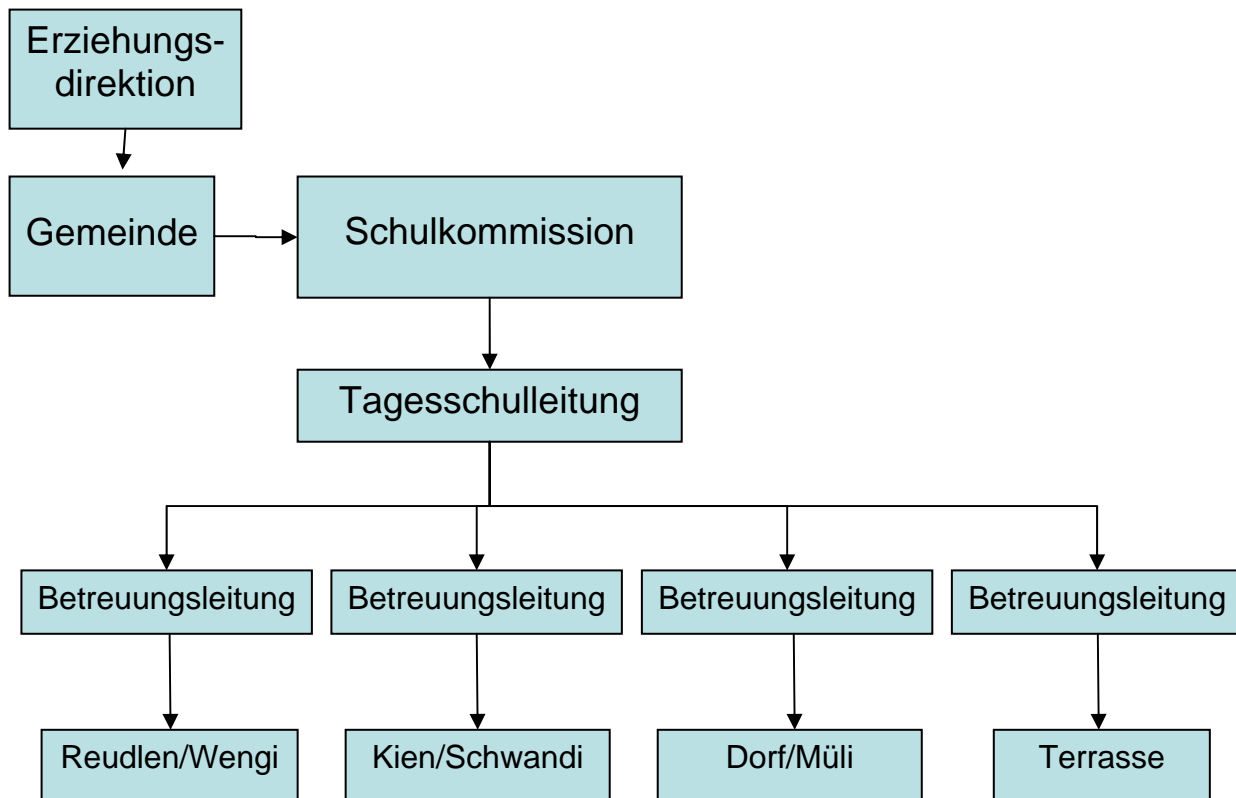 Erziehungs-
direktion
Gemeinde
Schulkommission
Tagesschulleitung
Betreuungsleitung
Betreuungsleitung
Betreuungsleitung
Betreuungsleitung
Reudlen/Wengi
Kien/Schwandi
Dorf/Müli
Terrasse